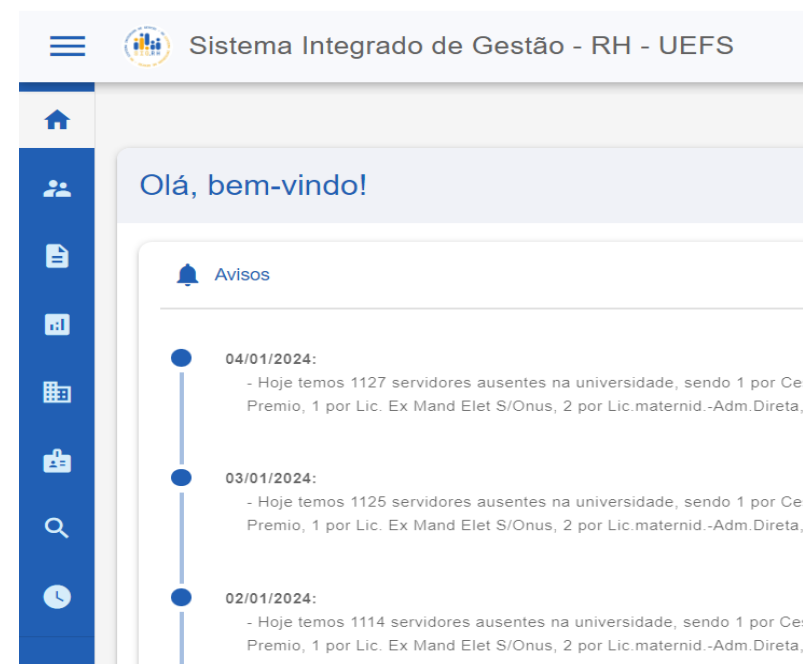 Sistema Integrado de Gestão - RH - UEFS
Olá, bem-vindo!
Avisos
04/01/2024:
- Hoje temos 1127 servidores ausentes na universidade, sendo 1 por Ce
Premio, 1 por Lic. Ex Mand Elet S/Onus, 2 por Lic.maternid.-Adm.Direta,
03/01/2024:
- Hoje temos 1125 servidores ausentes na universidade, sendo 1 por Ce
Premio, 1 por Lic. Ex Mand Elet S/Onus, 2 por Lic.maternid.-Adm.Direta,
02/01/2024:
- Hoje temos 1114 servidores ausentes na universidade, sendo 1 por Ces
Premio, 1 por Lic. Ex Mand Elet S/Onus, 2 por Lic.maternid.-Adm.Direta,